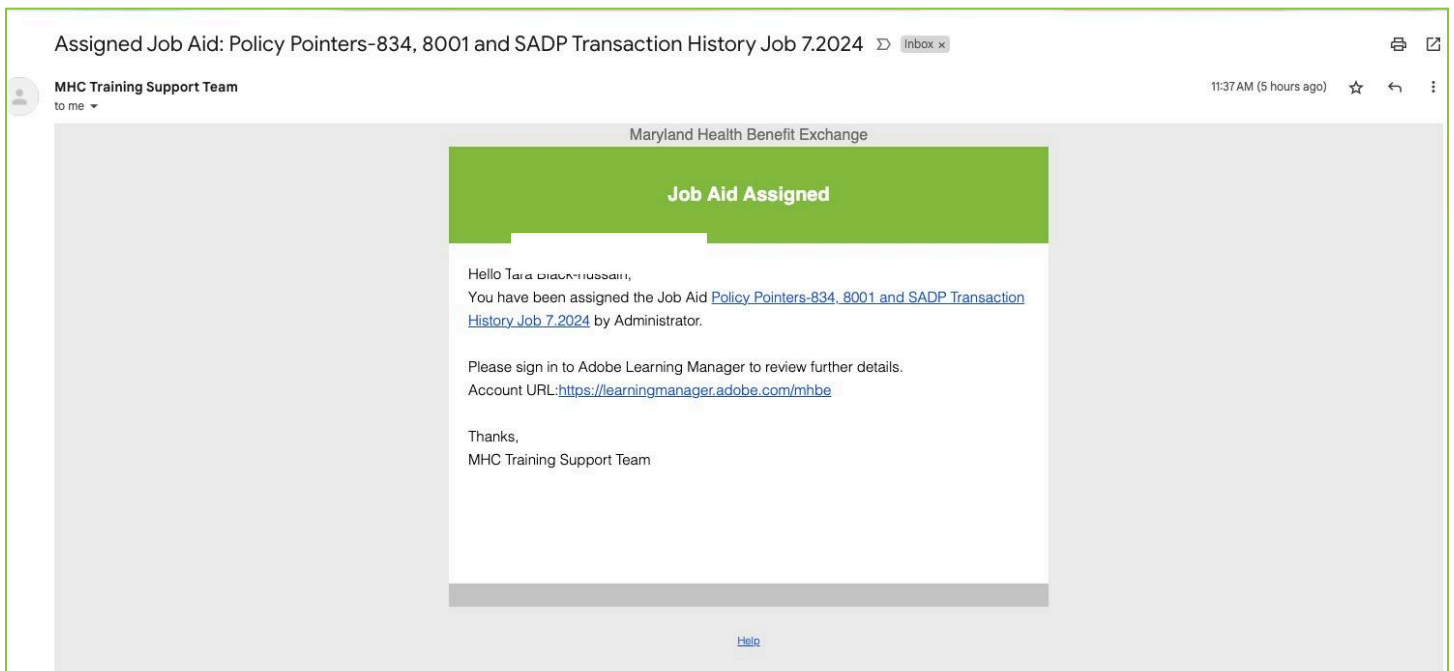 Assigned Job Aid: Policy Pointers-834, 8001 and SADP Transaction History Job 7.2024 Inbox x
MHC Training Support Team 11:37 AM (5 hours ago)
to me
Maryland Health Benefit Exchange
Job Aid Assigned
Hello
You have been assigned the Job Aid Policy Pointers-834, 8001 and SADP Transaction
History Job 7.2024 by Administrator.
Please sign in to Adobe Learning Manager to review further details.
Account URL:https://learningmanager.adobe.com/mhbe
Thanks,
MHC Training Support Team
Help